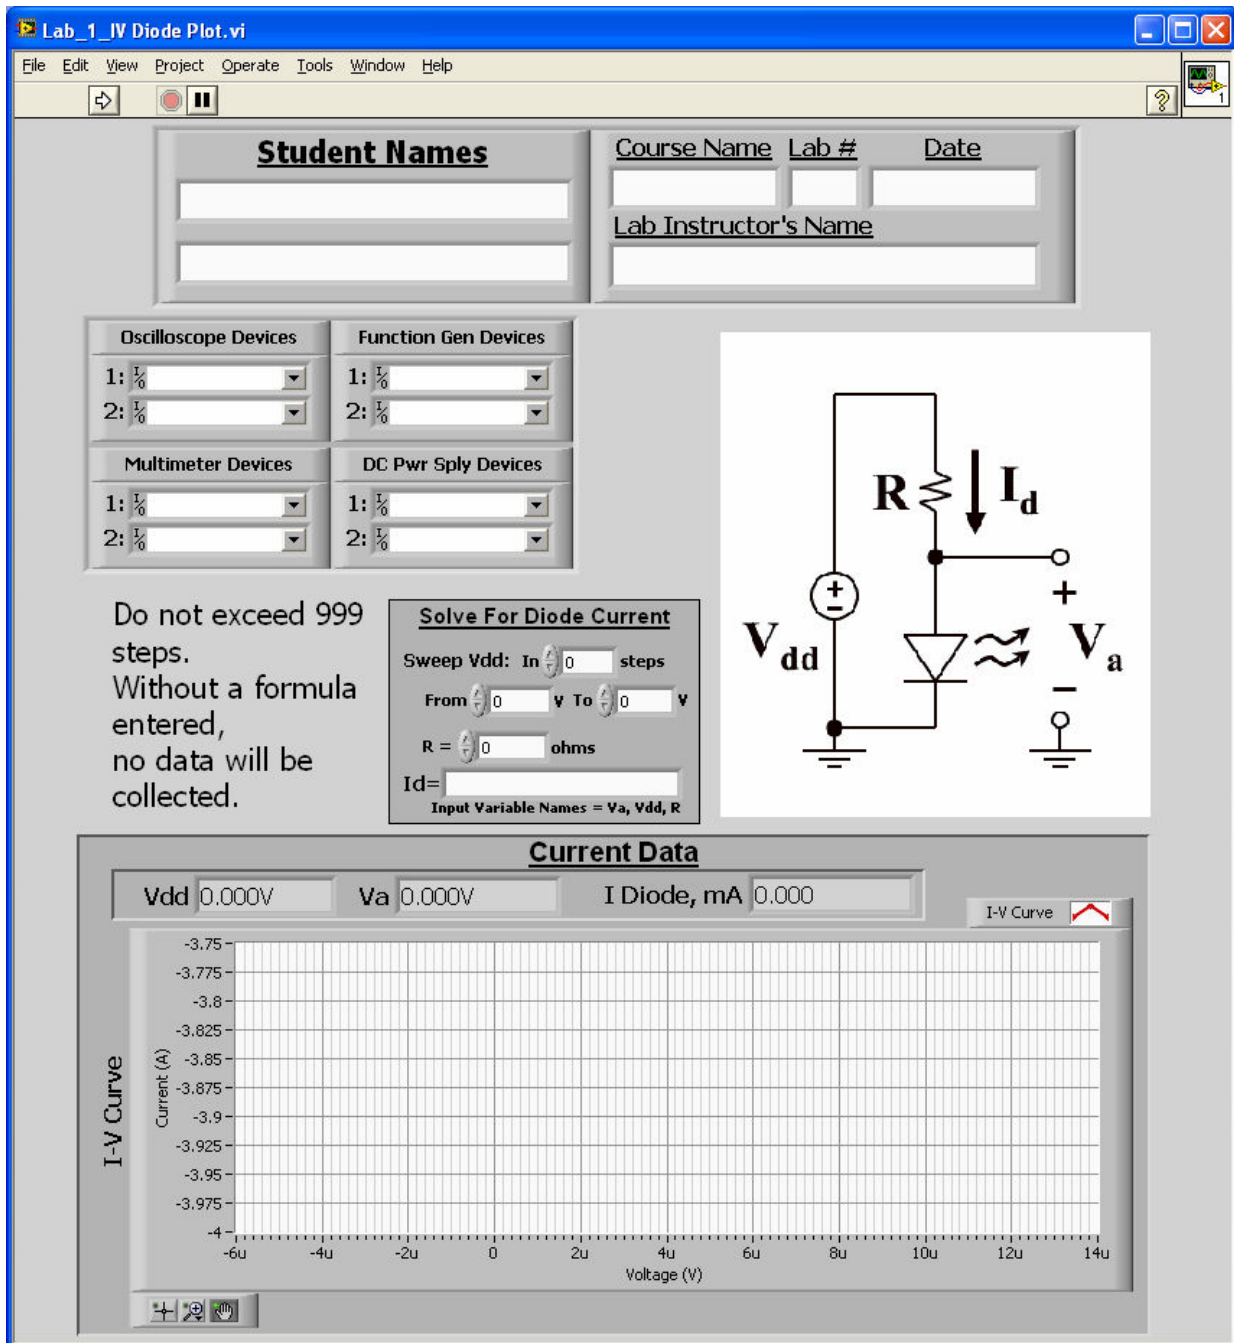 Lab_1_IV Diode Plot.vi
File Edit View Project Operate Tools Window Help
1
Student Names
Course Name Lab # Date
Lab Instructor's Name
Oscilloscope Devices
1:
2:
Function Gen Devices
1:
2:
Multimeter Devices
1:
2:
DC Pwr Sply Devices
1:
2:
R Id
Vdd
+
-
+
Va
-
Do not exceed 999
steps.
Without a formula
entered,
no data will be
collected.
Solve For Diode Current
Sweep Vdd: In 0 steps
From 0 V To 0 V
R = 0 ohms
Id=
Input Variable Names = Va, Vdd, R
Current Data
Vdd 0.000V Va 0.000V I Diode, mA 0.000
I-V Curve
I-V Curve
Current (A)
-3.75
-3.775
-3.8
-3.825
-3.85
-3.875
-3.9
-3.925
-3.95
-3.975
-4
-6u -4u -2u 0 2u 4u 6u 8u 10u 12u 14u
Voltage (V)